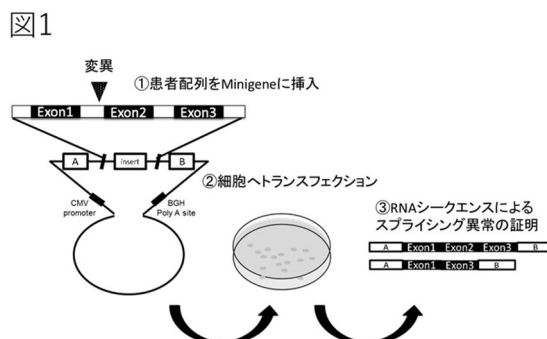 図1
変異
①患者配列をMinigeneに挿入
Exon1 Exon2 Exon3
A insert B
②細胞へトランスフェクション
CMV
promoter
BGH
Poly A site
③RNAシークエンスによる
スプライシング異常の証明
A Exon1 Exon2 Exon3 B
A Exon1 Exon3 B